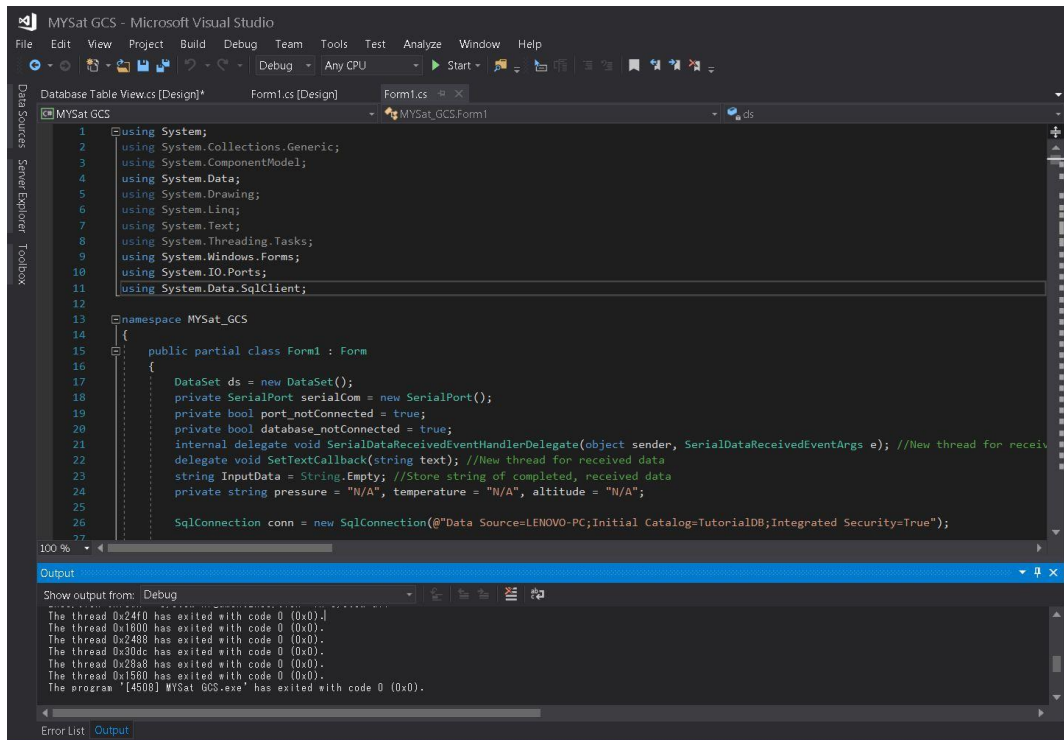 MYSat GCS - Microsoft Visual Studio
File Edit View Project Build Debug Team Tools Test Analyze Window Help
Debug Any CPU Start
Data Sources
Server Explorer
Toolbox
Database Table View.cs [Design]* Form1.cs [Design] Form1.cs
MYSat GCS MYSat_GCS.Form1 ds
1 using System;
2 using System.Collections.Generic;
3 using System.ComponentModel;
4 using System.Data;
5 using System.Drawing;
6 using System.Linq;
7 using System.Text;
8 using System.Threading.Tasks;
9 using System.Windows.Forms;
10 using System.IO.Ports;
11 using System.Data.SqlClient;
12
13 namespace MYSat_GCS
14 {
15 public partial class Form1 : Form
16 {
17 DataSet ds = new DataSet();
18 private SerialPort serialCom = new SerialPort();
19 private bool port_notConnected = true;
20 private bool database_notConnected = true;
21 internal delegate void SerialDataReceivedEventHandlerDelegate(object sender, SerialDataReceivedEventArgs e); //New thread for receiv
22 delegate void SetTextCallback(string text); //New thread for received data
23 string InputData = String.Empty; //Store string of completed, received data
24 private string pressure = "N/A", temperature = "N/A", altitude = "N/A";
25
26 SqlConnection conn = new SqlConnection(@"Data Source=LENOVO-PC;Initial Catalog=TutorialDB;Integrated Security=True");
27
100 %
Output
Show output from: Debug
The thread 0x24f0 has exited with code 0 (0x0).
The thread 0x1600 has exited with code 0 (0x0).
The thread 0x2488 has exited with code 0 (0x0).
The thread 0x30dc has exited with code 0 (0x0).
The thread 0x28a8 has exited with code 0 (0x0).
The thread 0x1560 has exited with code 0 (0x0).
The program '[4508] MYSat GCS.exe' has exited with code 0 (0x0).
Error List Output